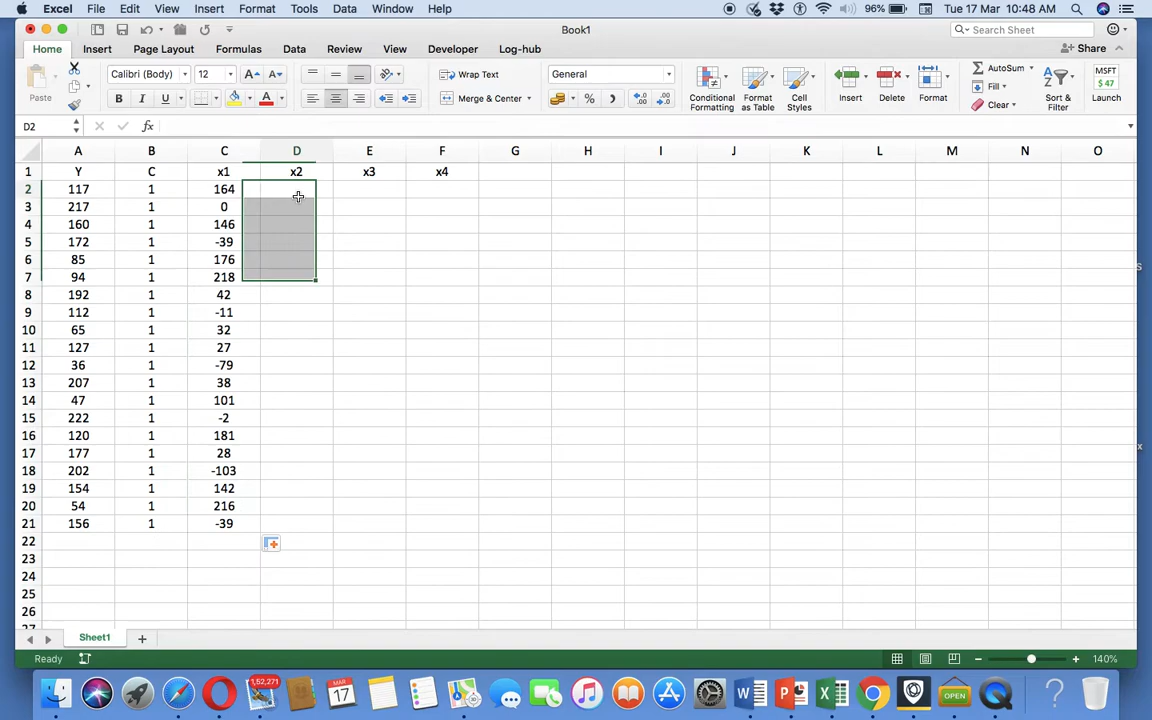 Excel File Edit View Insert Format Tools Data Window Help 96% Tue 17 Mar 10:48 AM
Book1 Search Sheet
Home Insert Page Layout Formulas Data Review View Developer Log-hub Share
Paste Calibri (Body) 12 A A Wrap Text General Conditional Formatting Format as Table Cell Styles Insert Delete Format AutoSum Fill Clear Sort & Filter MSFT $ 47 Launch
B I U A Merge & Center %
D2 fx
A B C D E F G H I J K L M N O
1 Y C x1 x2 x3 x4
2 117 1 164
3 217 1 0
4 160 1 146
5 172 1 -39
6 85 1 176
7 94 1 218
8 192 1 42
9 112 1 -11
10 65 1 32
11 127 1 27
12 36 1 -79
13 207 1 38
14 47 1 101
15 222 1 -2
16 120 1 181
17 177 1 28
18 202 1 -103
19 154 1 142
20 54 1 216
21 156 1 -39
22
23
24
25
26
27
Sheet1
Ready 140%
1,52,271 MAR 17 OPEN